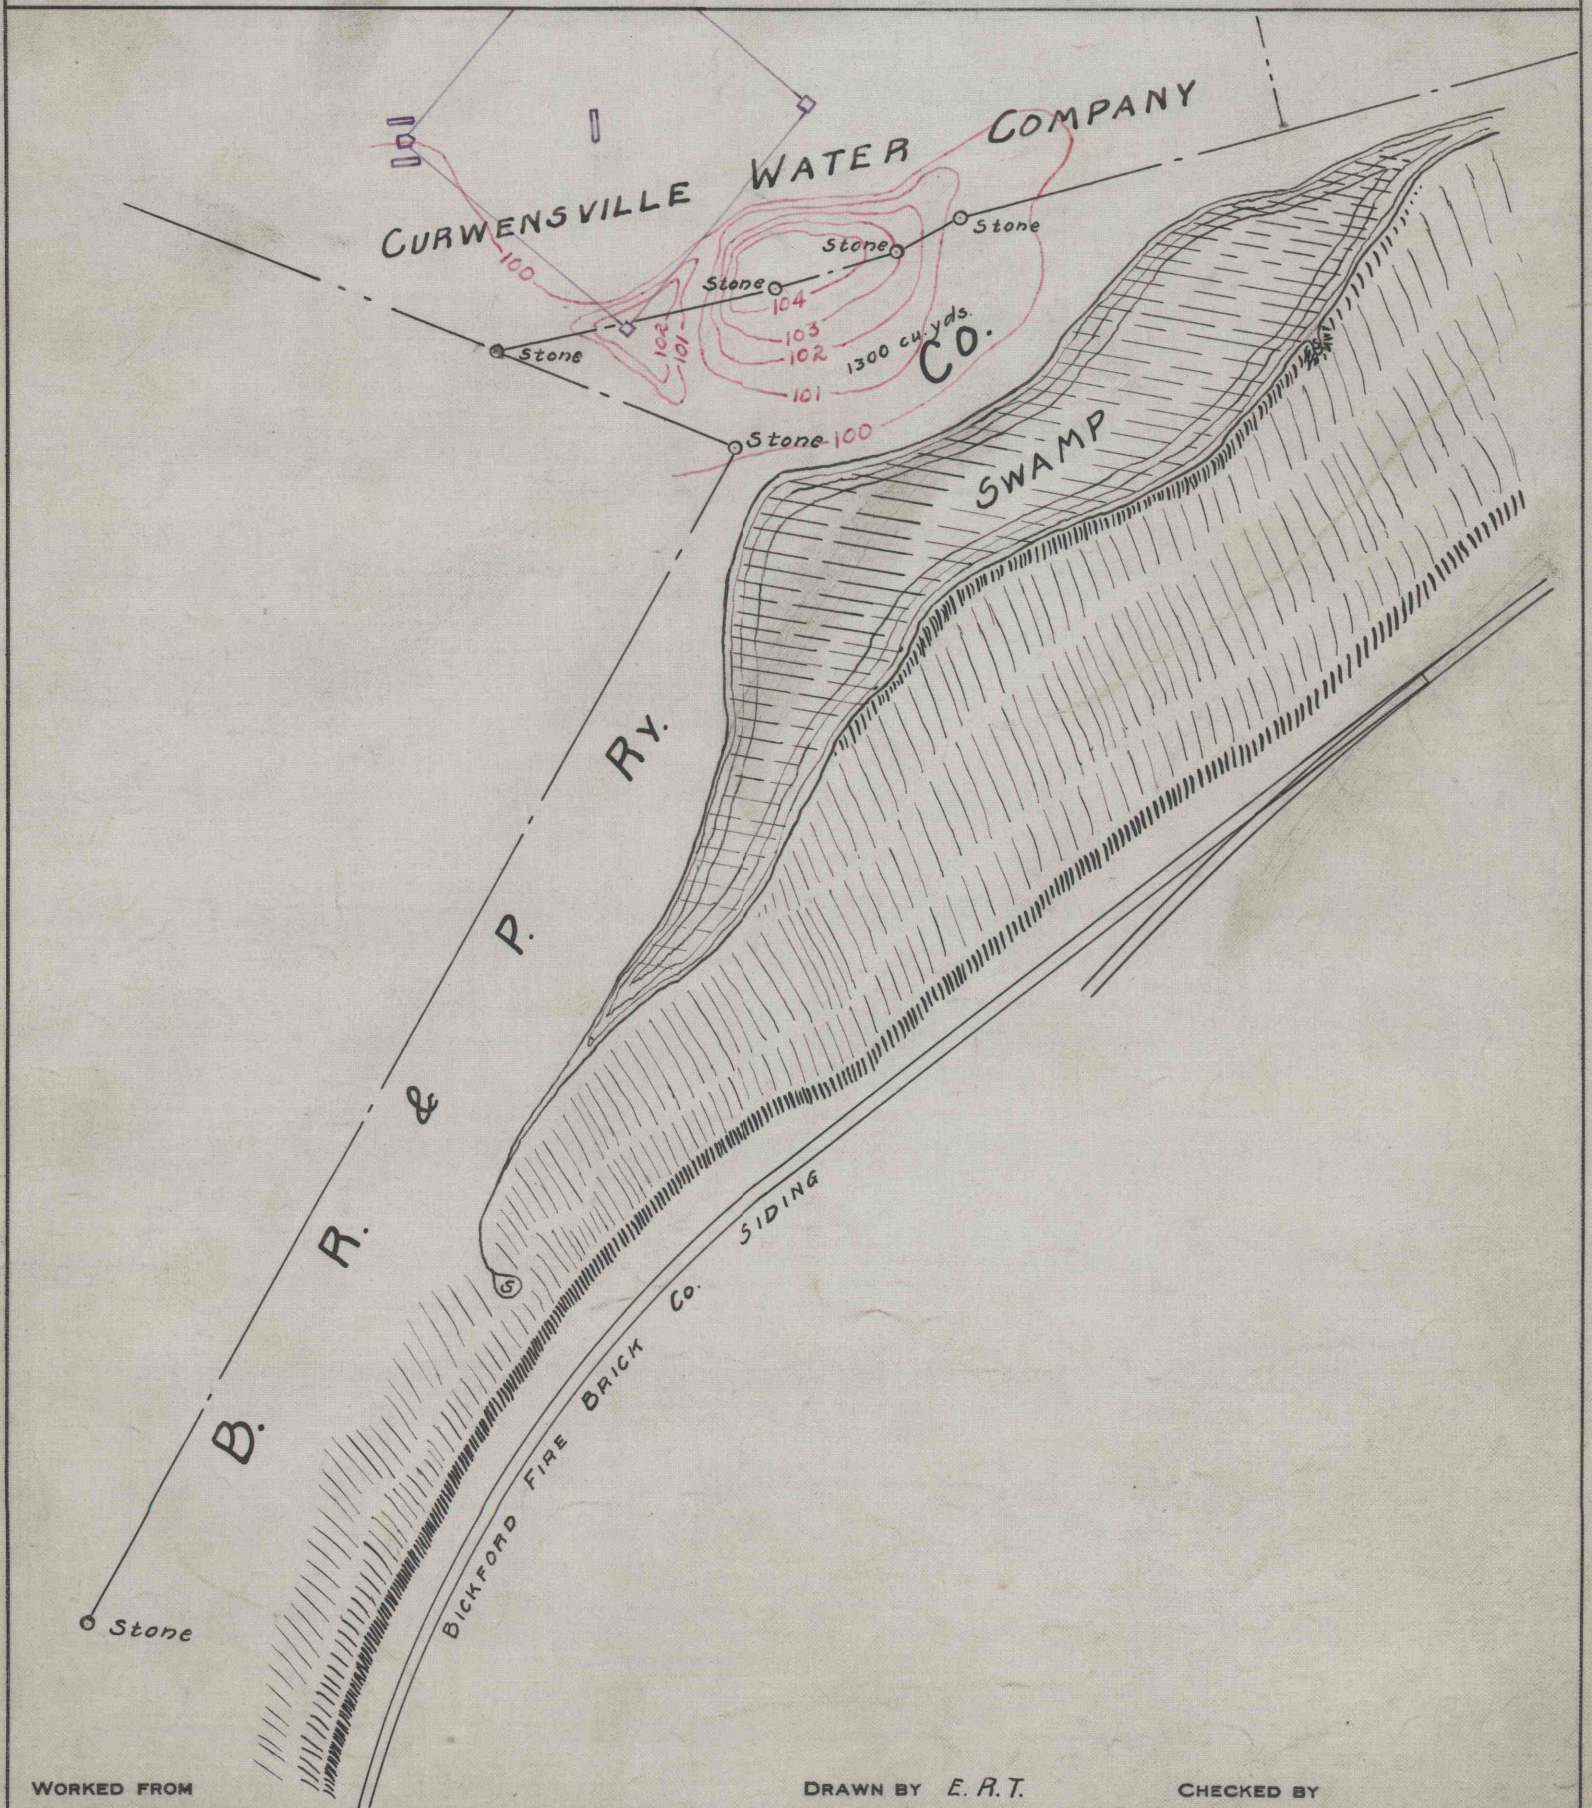 CURWENSVILLE WATER COMPANY
Stone
Stone
Stone
Stone
Stone
Stone
100
104
103
102
101
102
101
100
1300 cu. yds.
SWAMP
B. R. & P. RY. CO.
S
BICKFORD FIRE BRICK CO. SIDING
WORKED FROM
DRAWN BY E.R.T.
CHECKED BY